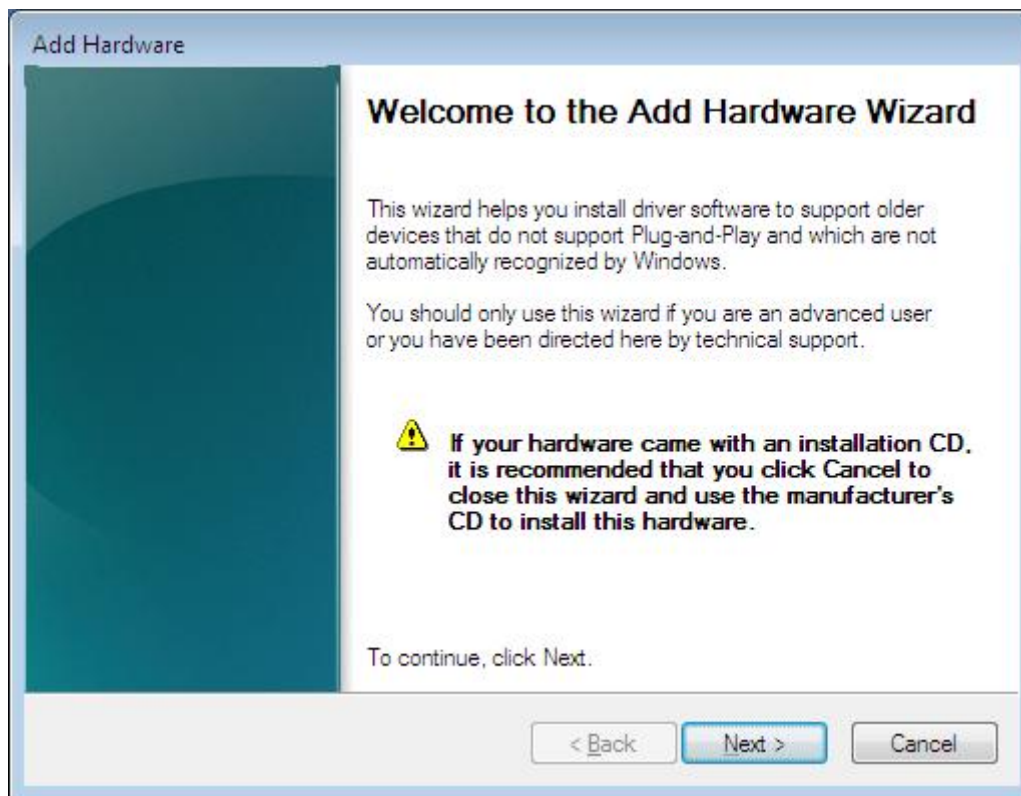 Add Hardware
Welcome to the Add Hardware Wizard
This wizard helps you install driver software to support older
devices that do not support Plug-and-Play and which are not
automatically recognized by Windows.
You should only use this wizard if you are an advanced user
or you have been directed here by technical support.
If your hardware came with an installation CD,
it is recommended that you click Cancel to
close this wizard and use the manufacturer's
CD to install this hardware.
To continue, click Next.
< Back Next > Cancel